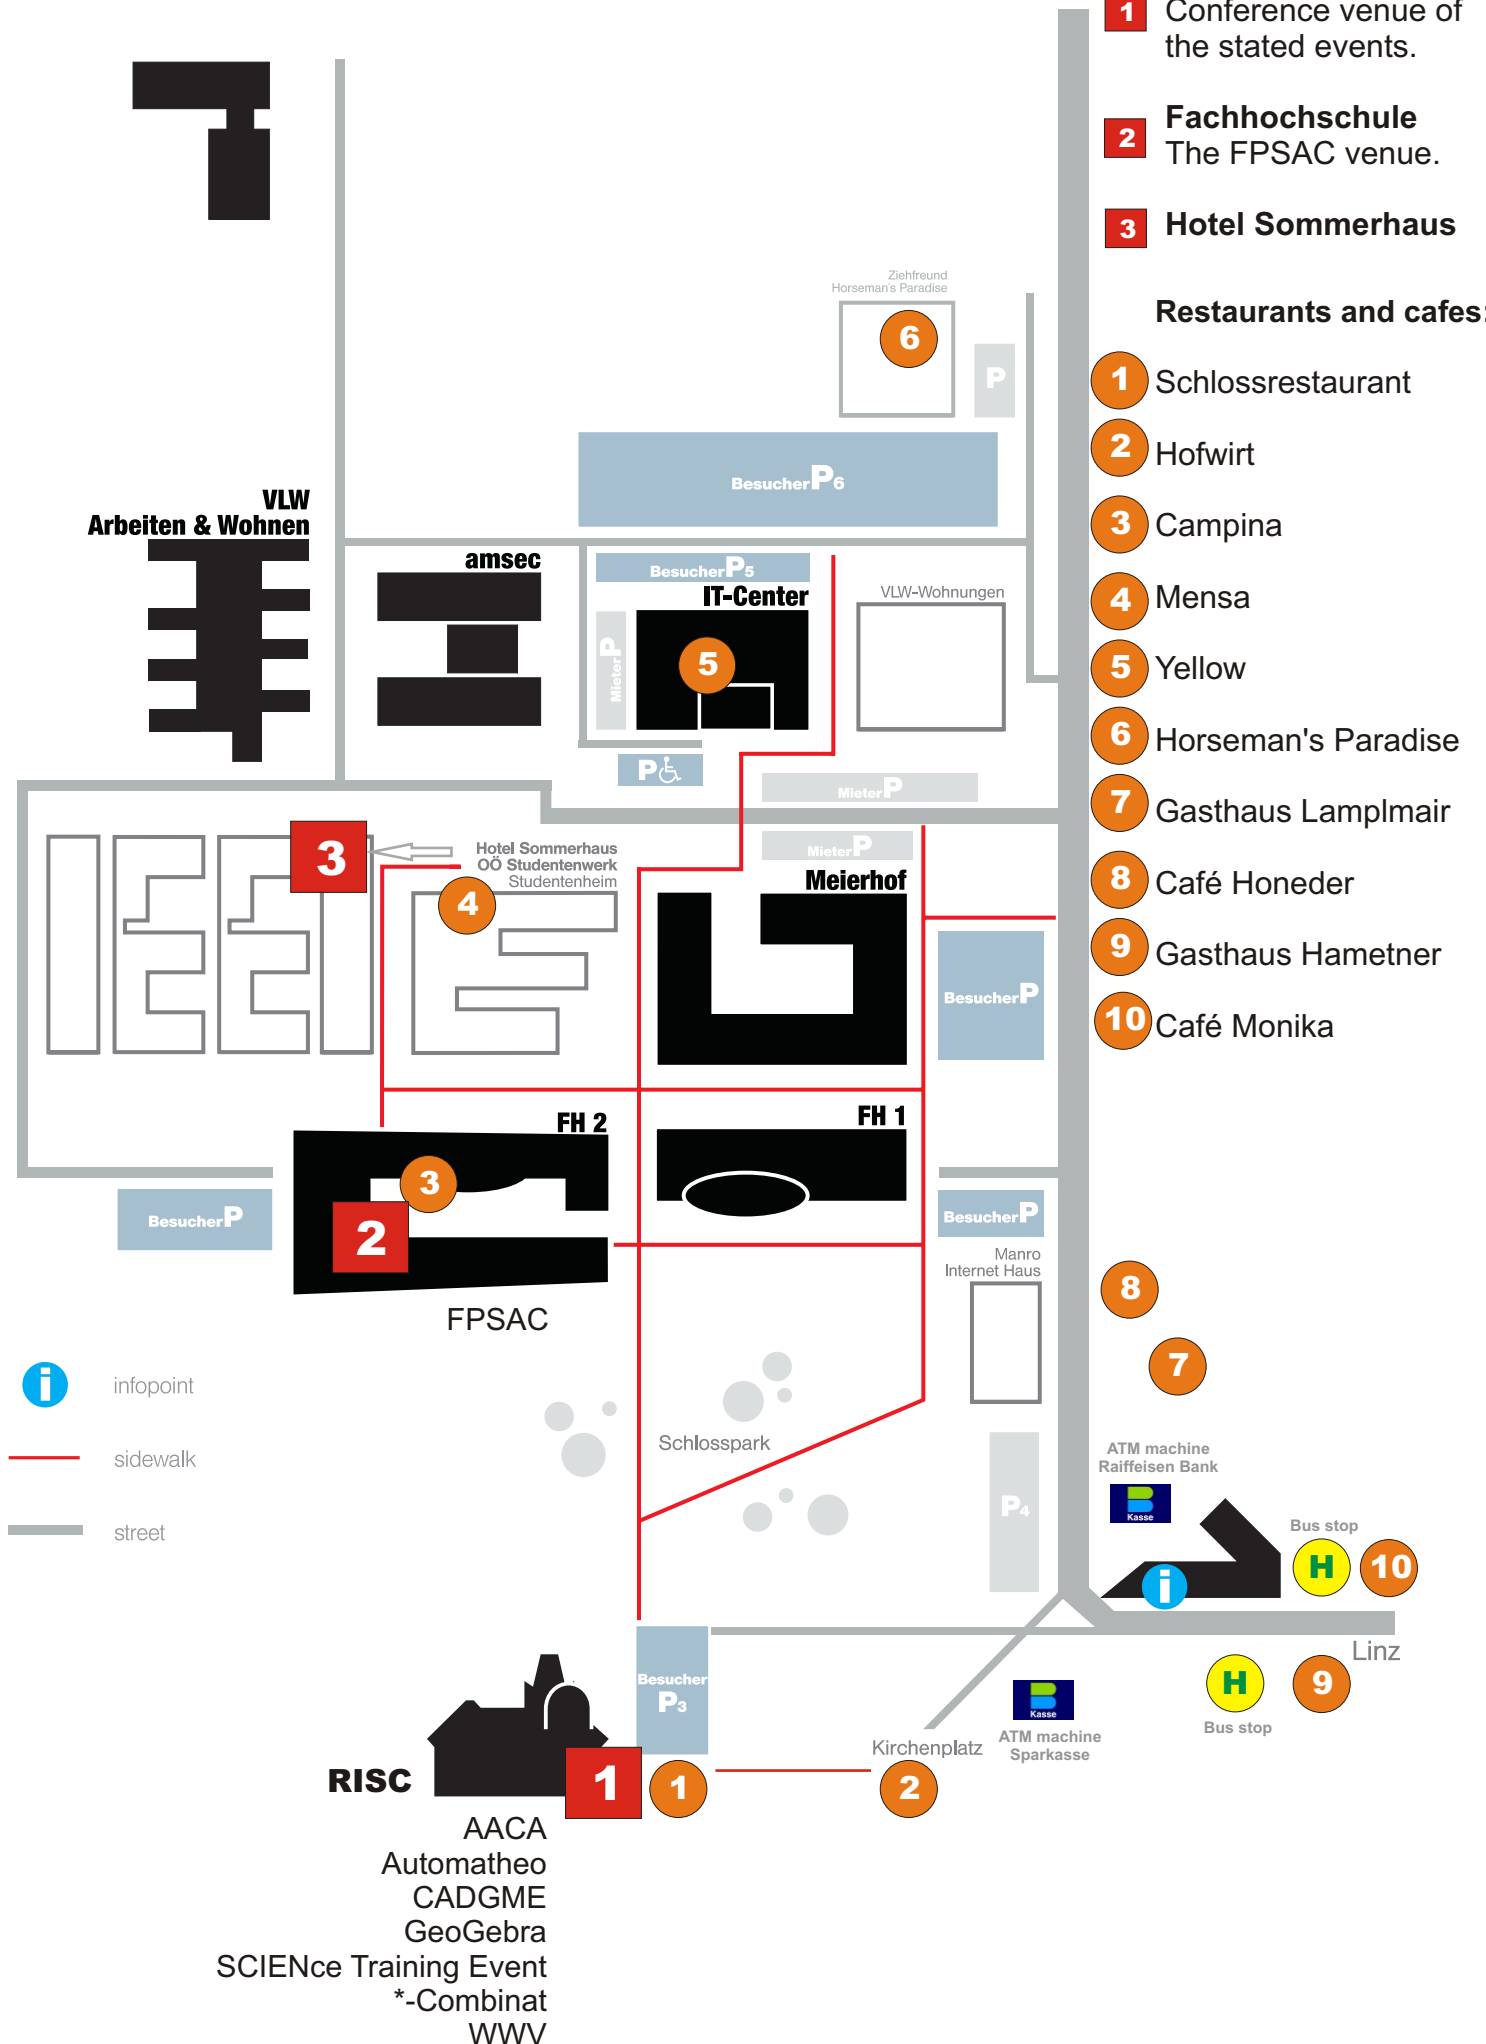 1
Conference venue of
the stated events.
2
Fachhochschule
The FPSAC venue.
3
Hotel Sommerhaus
Restaurants and cafes:
1
Schlossrestaurant
2
Hofwirt
3
Campina
4
Mensa
5
Yellow
6
Horseman's Paradise
7
Gasthaus Lamplmair
8
Café Honeder
9
Gasthaus Hametner
10
Café Monika
Ziehfreund
Horseman's Paradise
6
P
Besucher P6
VLW
Arbeiten & Wohnen
amsec
Besucher P5
IT-Center
Mieter P
5
VLW-Wohnungen
P
Mieter P
Mieter P
3
Hotel Sommerhaus
OÖ Studentenwerk
Studentenheim
4
Meierhof
Besucher P
FH 2
FH 1
3
2
Besucher P
Besucher P
Manro
Internet Haus
FPSAC
8
7
i
infopoint
sidewalk
street
Schlosspark
P4
ATM machine
Raiffeisen Bank
Kasse
Bus stop
H
10
i
Linz
Besucher
P3
H
9
Bus stop
Kasse
ATM machine
Sparkasse
Kirchenplatz
2
RISC
1
1
AACA
Automatheo
CADGME
GeoGebra
SCIENce Training Event
*-Combinat
WWV